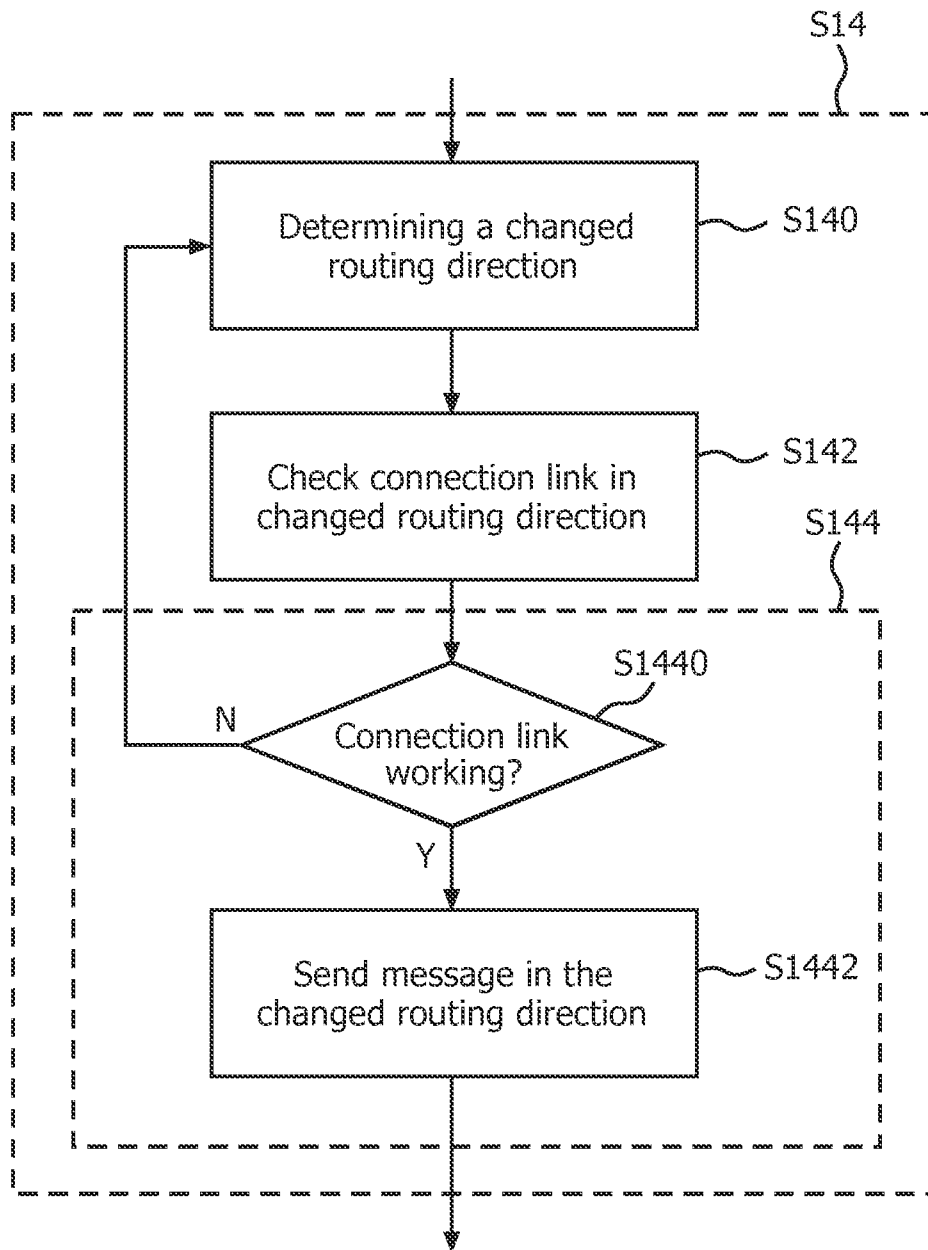 S14
Determining a changed
routing direction
S140
Check connection link in
changed routing direction
S142
S144
S1440
N
Connection link
working?
Y
Send message in the
changed routing direction
S1442